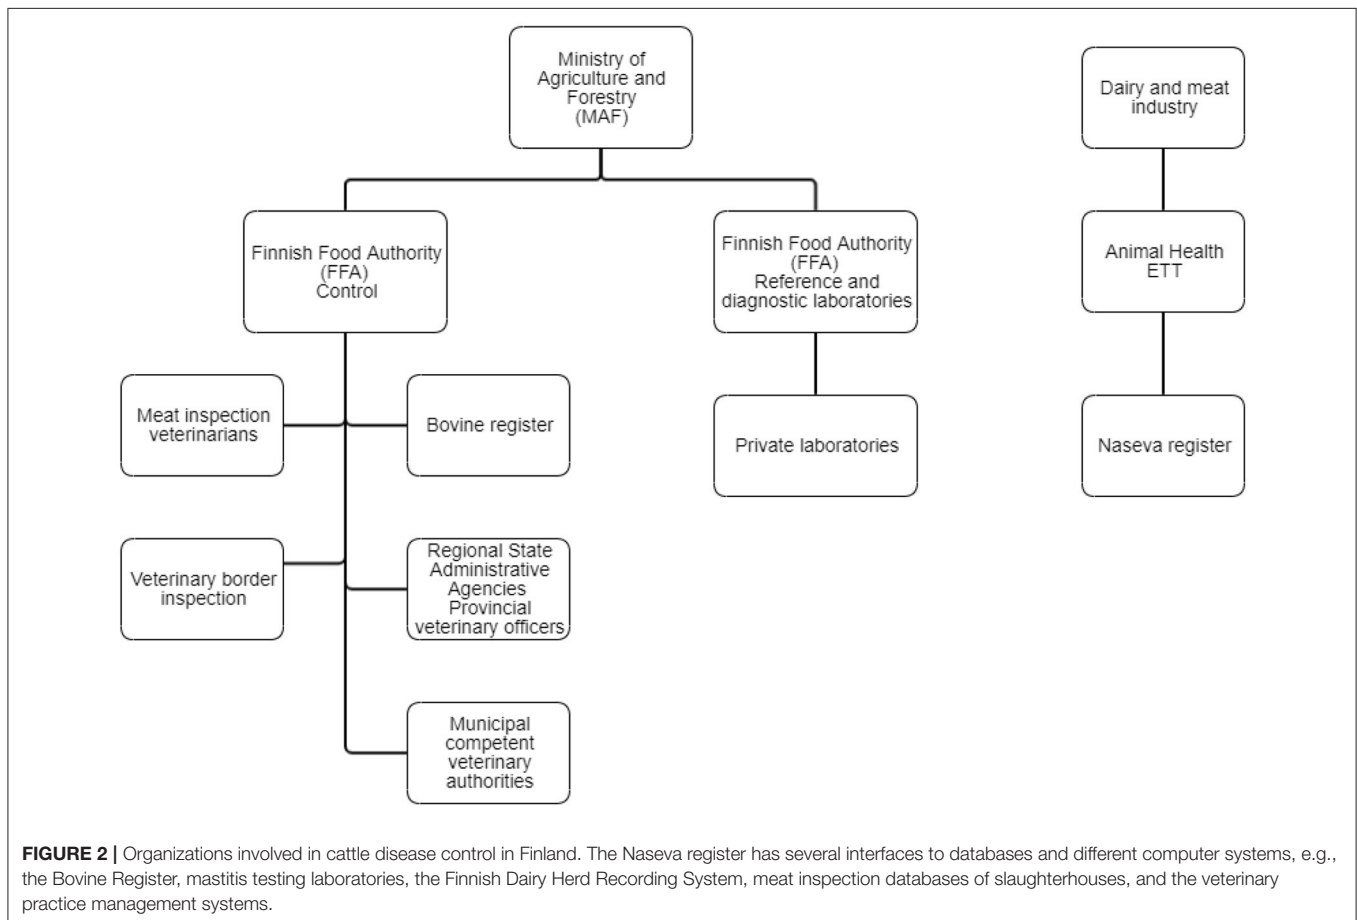 Ministry of
Agriculture and
Forestry
(MAF)
Dairy and meat
industry
Finnish Food Authority
(FFA)
Control
Finnish Food Authority
(FFA)
Reference and
diagnostic laboratories
Animal Health
ETT
Meat inspection
veterinarians
Bovine register
Private laboratories
Naseva register
Veterinary border
inspection
Regional State
Administrative
Agencies
Provincial
veterinary officers
Municipal
competent
veterinary
authorities
FIGURE 2 | Organizations involved in cattle disease control in Finland. The Naseva register has several interfaces to databases and different computer systems, e.g.,
the Bovine Register, mastitis testing laboratories, the Finnish Dairy Herd Recording System, meat inspection databases of slaughterhouses, and the veterinary
practice management systems.